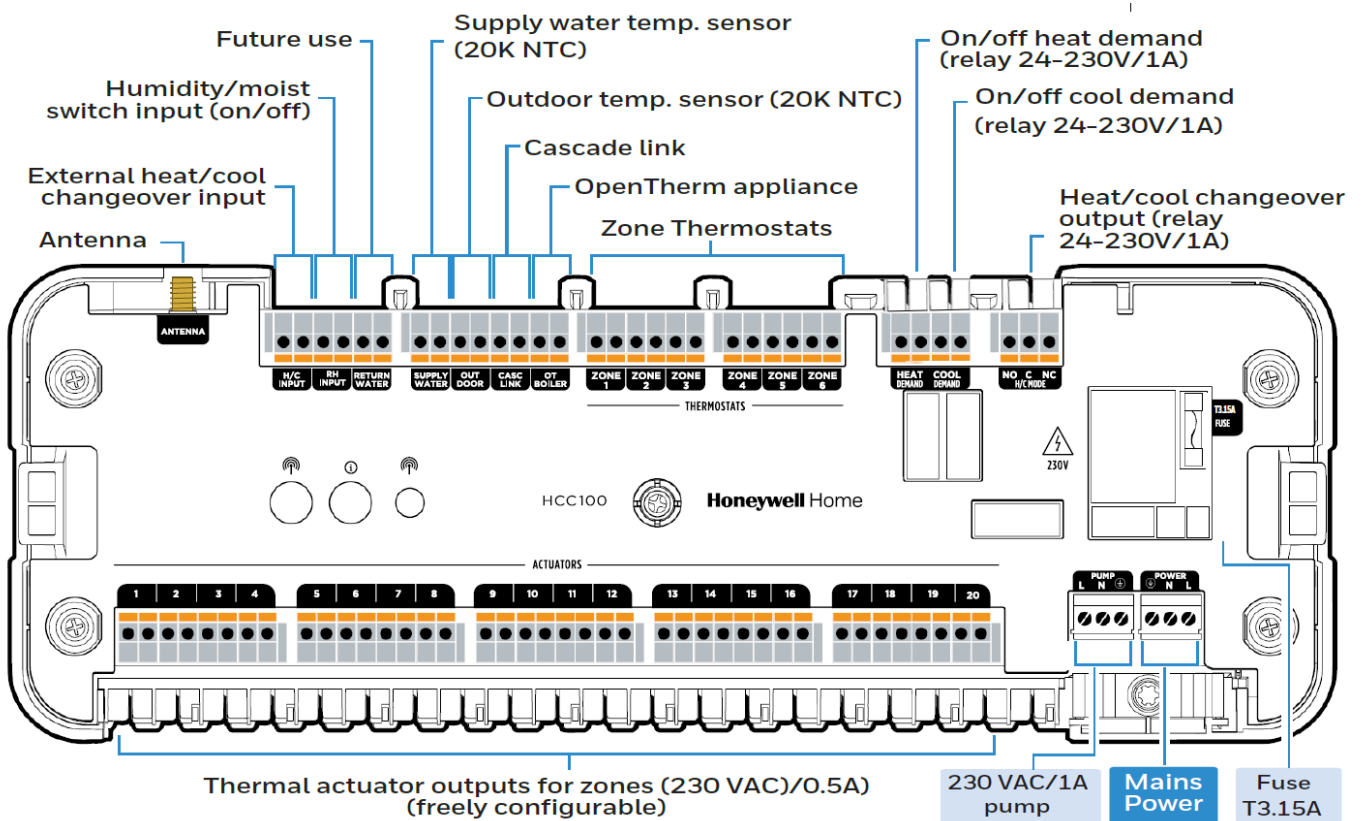 Supply water temp. sensor
(20K NTC)
Future use
On/off heat demand
(relay 24-230V/1A)
Humidity/moist
switch input (on/off)
Outdoor temp. sensor (20K NTC)
On/off cool demand
(relay 24-230V/1A)
Cascade link
External heat/cool
changeover input
OpenTherm appliance
Heat/cool changeover
output (relay
24-230V/1A)
Antenna
Zone Thermostats
ANTENNA
H/C
INPUT
RH
INPUT
RETURN
WATER
SUPPLY
WATER
OUT
DOOR
CASC
LINK
OT
BOILER
ZONE
1
ZONE
2
ZONE
3
ZONE
4
ZONE
5
ZONE
6
HEAT
DEMAND
COOL
DEMAND
NO C NC
H/C MODE
THERMOSTATS
T3.15A
FUSE
230V
HCC100
Honeywell Home
ACTUATORS
1 2 3 4
5 6 7 8
9 10 11 12
13 14 15 16
17 18 19 20
PUMP
L N
POWER
N L
Thermal actuator outputs for zones (230 VAC)/0.5A)
(freely configurable)
230 VAC/1A
pump
Mains
Power
Fuse
T3.15A